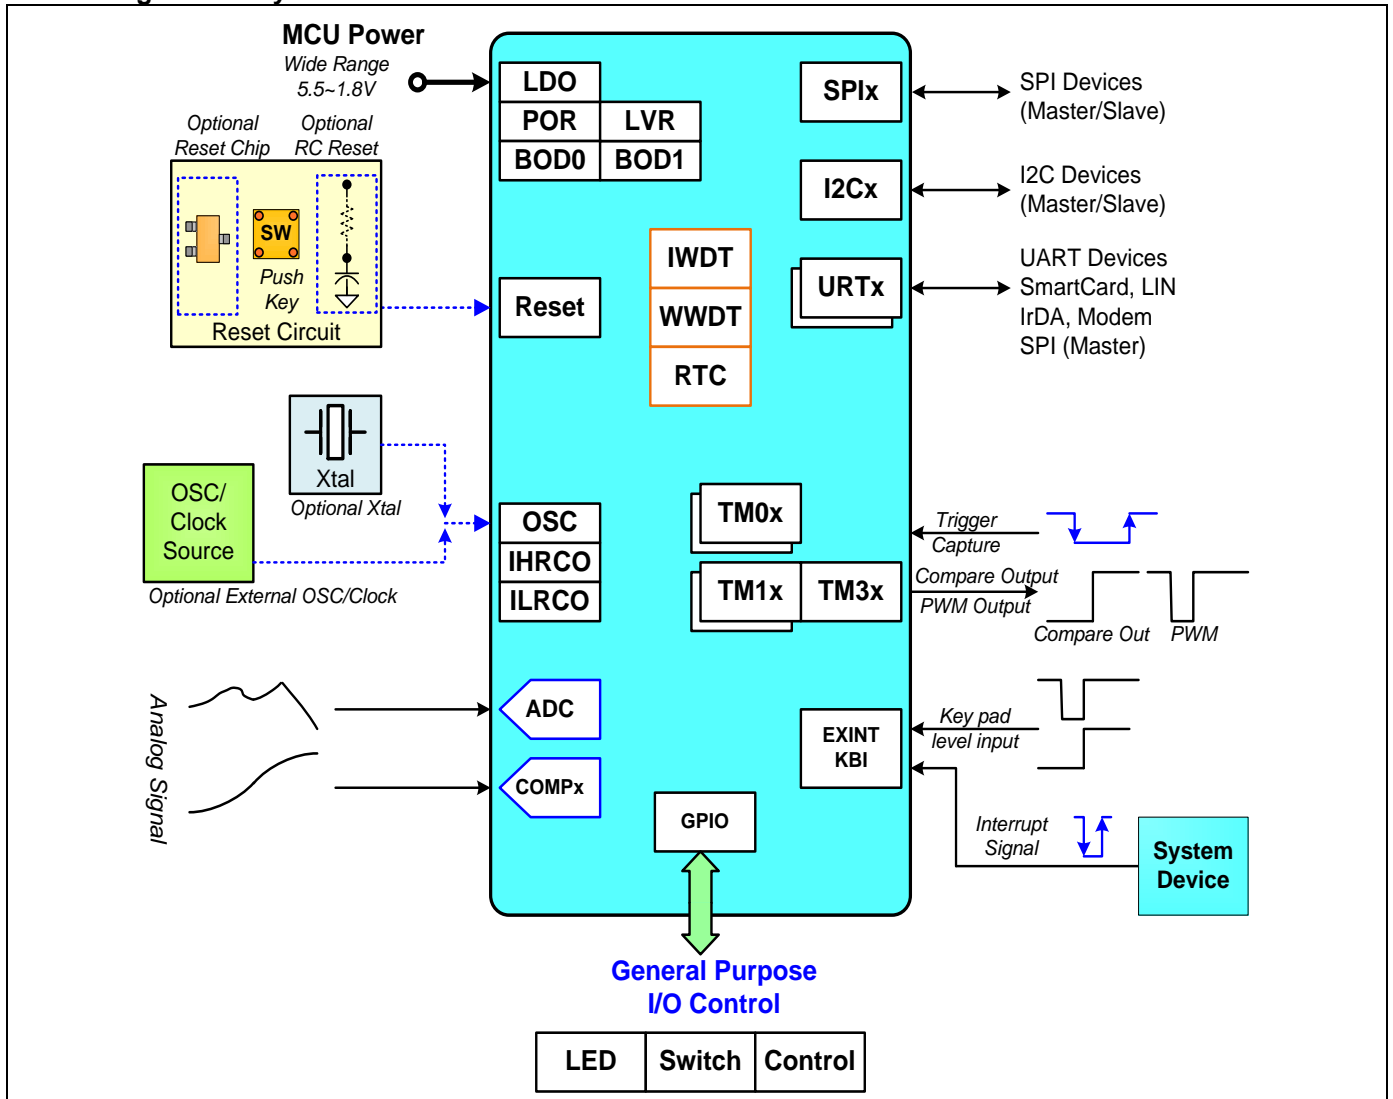 MCU Power
Wide Range
5.5~1.8V
Optional
Reset Chip
Optional
RC Reset
SW
Push
Key
Reset Circuit
LDO
POR
LVR
BOD0
BOD1
Reset
IWDT
WWDT
RTC
SPIx
I2Cx
URTx
SPI Devices
(Master/Slave)
I2C Devices
(Master/Slave)
UART Devices
SmartCard, LIN
IrDA, Modem
SPI (Master)
Xtal
Optional Xtal
OSC/
Clock
Source
Optional External OSC/Clock
OSC
IHRCO
ILRCO
TM0x
TM1x
TM3x
Trigger
Capture
Compare Output
PWM Output
Compare Out
PWM
Analog Signal
ADC
COMPx
EXINT
KBI
Key pad
level input
Interrupt
Signal
System
Device
GPIO
General Purpose
I/O Control
LED
Switch
Control